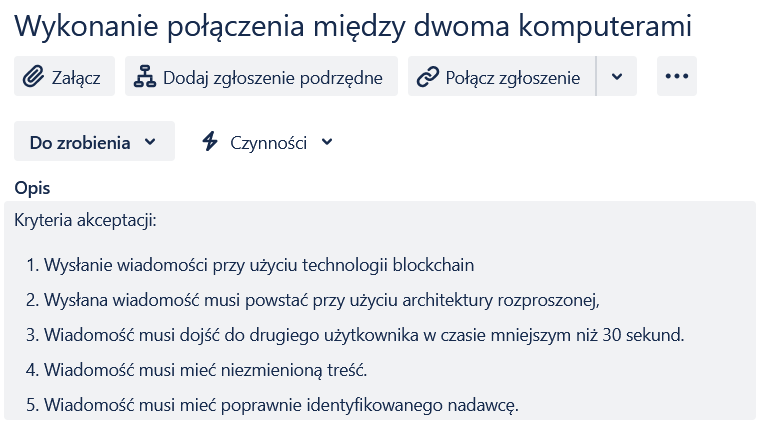 Wykonanie połączenia między dwoma komputerami
Załącz Dodaj zgłoszenie podrzędne Połącz zgłoszenie
Do zrobienia Czynności
Opis
Kryteria akceptacji:
1. Wysłanie wiadomości przy użyciu technologii blockchain
2. Wysłana wiadomość musi powstać przy użyciu architektury rozproszonej,
3. Wiadomość musi dojść do drugiego użytkownika w czasie mniejszym niż 30 sekund.
4. Wiadomość musi mieć niezmienioną treść.
5. Wiadomość musi mieć poprawnie identyfikowanego nadawcę.